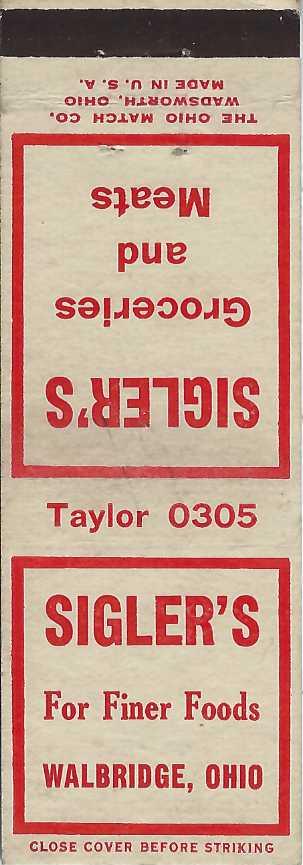 THE OHIO MATCH CO.
WADSWORTH, OHIO
MADE IN U. S. A.
SIGLER'S
Groceries
and
Meats
Taylor 0305
SIGLER'S
For Finer Foods
WALBRIDGE, OHIO
CLOSE COVER BEFORE STRIKING